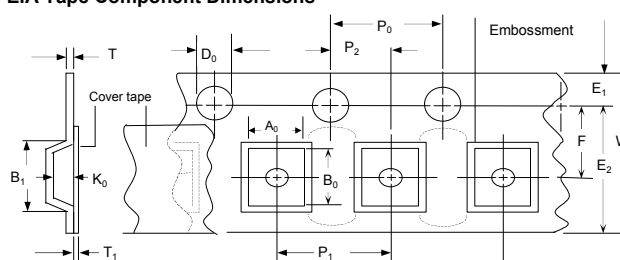 EIA Tape Component Dimensions
T
D₀
P₀
P₂
Embossment
E₁
Cover tape
A₀
F
W
B₁
K₀
B₀
E₂
T₁
P₁